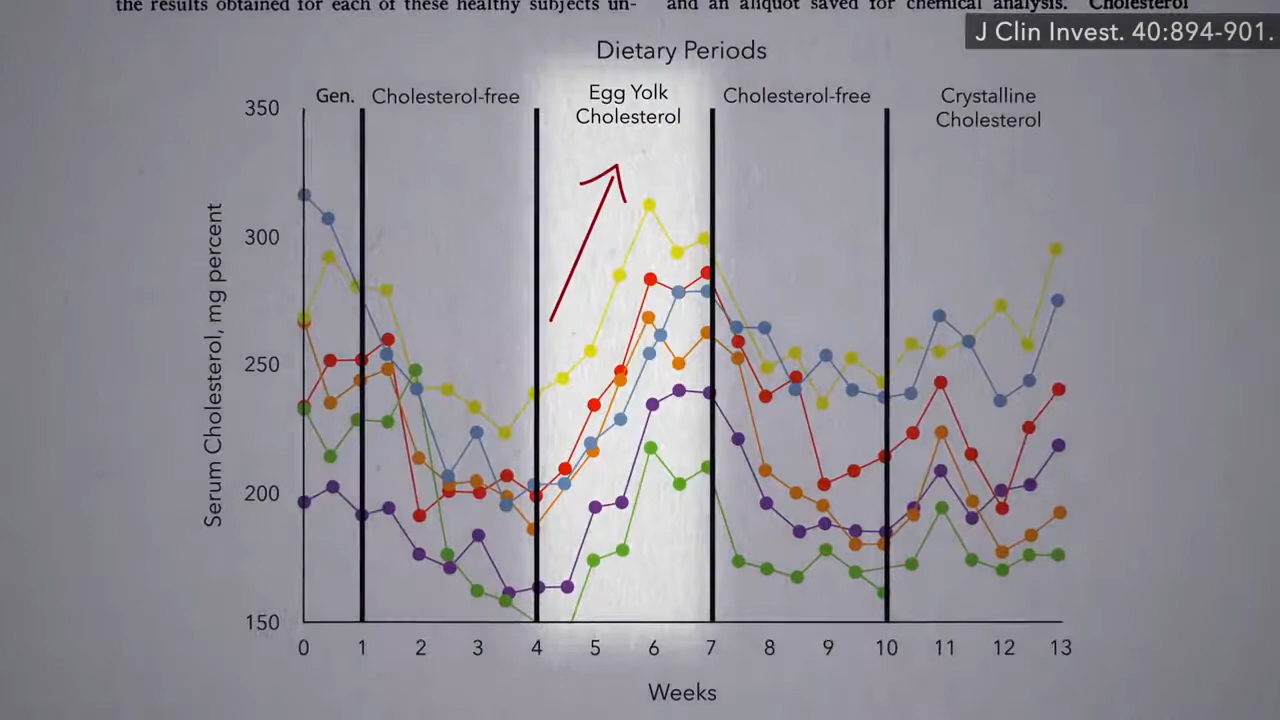 the results obtained for each of these healthy subjects un-
and an aliquot saved for chemical analysis. Cholesterol
J Clin Invest. 40:894-901.
Dietary Periods
Gen.
Cholesterol-free
Egg Yolk
Cholesterol
Cholesterol-free
Crystalline
Cholesterol
350
300
250
200
150
Serum Cholesterol, mg percent
0 1 2 3 4 5 6 7 8 9 10 11 12 13
Weeks